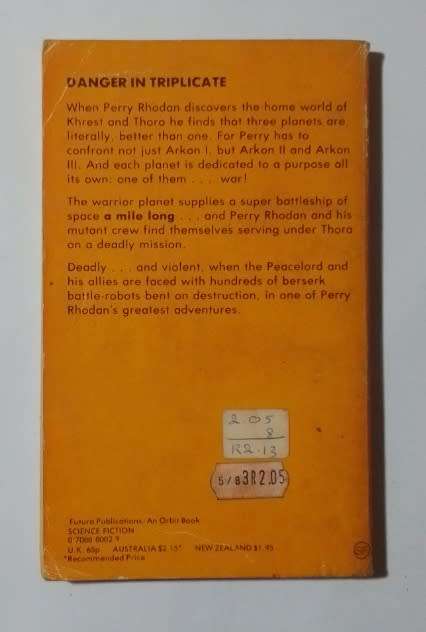 DANGER IN TRIPLICATE
When Perry Rhodan discovers the home world of
Khrest and Thoro he finds that three planets are,
literally, better than one. For Perry has to
confront not just Arkon I, but Arkon II and Arkon
III. And each planet is dedicated to a purpose all
its own: one of them . . . war!
The warrior planet supplies a super battleship of
space a mile long . . . and Perry Rhodan and his
mutant crew find themselves serving under Thora
on a deadly mission.
Deadly . . . and violent, when the Peacelord and
his allies are faced with hundreds of berserk
battle-robots bent on destruction, in one of Perry
Rhodan's greatest adventures.
2.05
8
R2.13
5/83R2.05
Futura Publications. An Orbit Book
SCIENCE FICTION
0 7088 8002 9
U.K. 60p AUSTRALIA $2.15* NEW ZEALAND $1.95
*Recommended Price